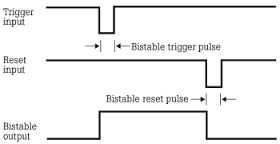 Trigger
input
Bistable trigger pulse
Reset
input
Bistable reset pulse
Bistable
output